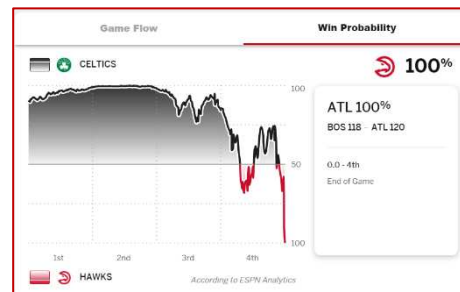 Game Flow
Win Probability
CELTICS
100%
100
50
100
1st 2nd 3rd 4th
HAWKS
According to ESPN Analytics
ATL 100%
BOS 118 - ATL 120
0.0 - 4th
End of Game